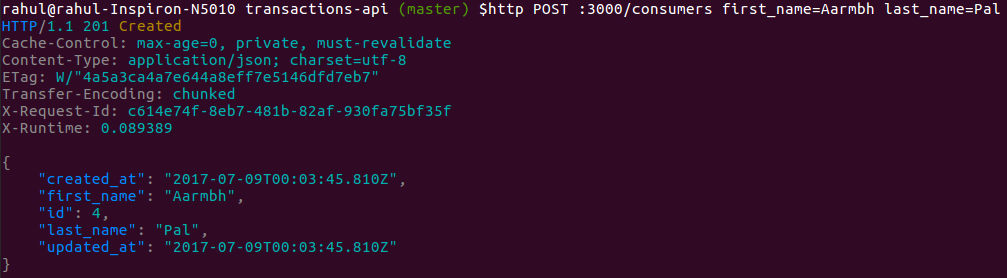 rahul@rahul-Inspiron-N5010 transactions-api (master) $http POST :3000/consumers first_name=Aarmbh last_name=Pal
HTTP/1.1 201 Created
Cache-Control: max-age=0, private, must-revalidate
Content-Type: application/json; charset=utf-8
ETag: W/"4a5a3ca4a7e644a8eff7e5146dfd7eb7"
Transfer-Encoding: chunked
X-Request-Id: c614e74f-8eb7-481b-82af-930fa75bf35f
X-Runtime: 0.089389
{
    "created_at": "2017-07-09T00:03:45.810Z",
    "first_name": "Aarmbh",
    "id": 4,
    "last_name": "Pal",
    "updated_at": "2017-07-09T00:03:45.810Z"
}